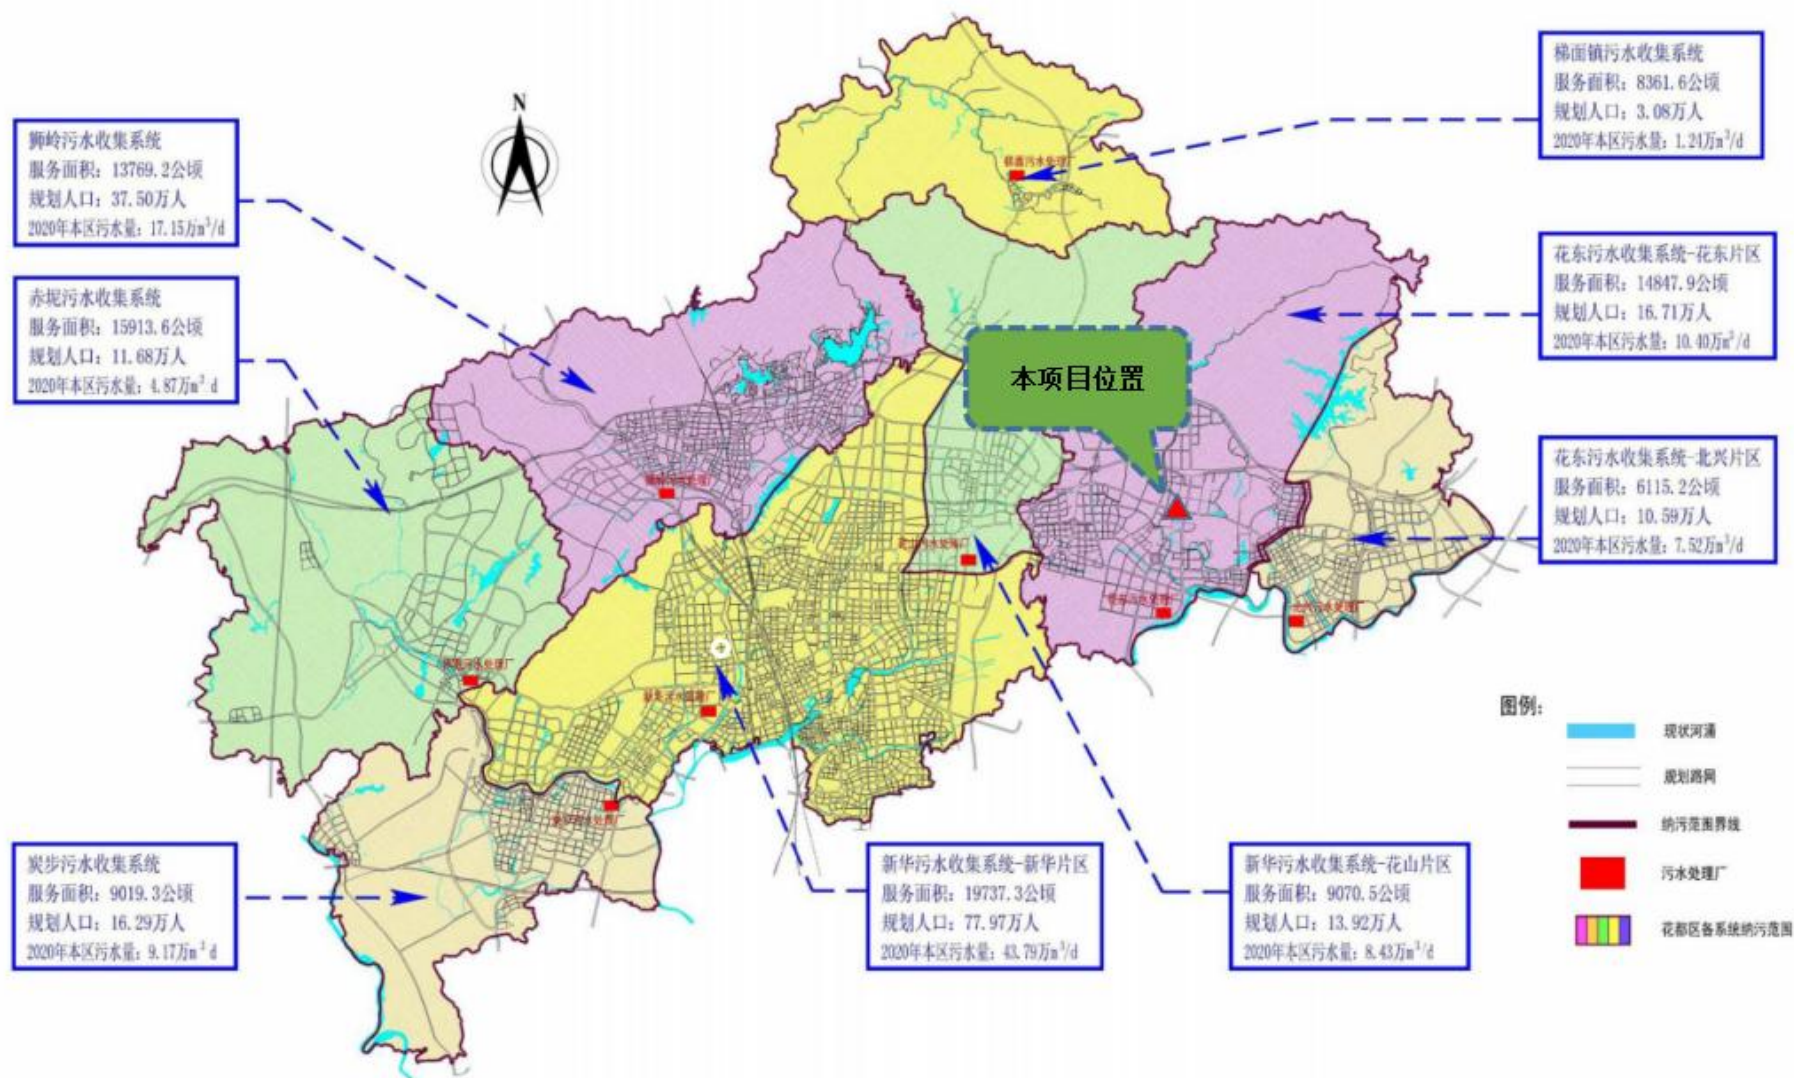 N
梯面镇污水收集系统
服务面积：8361.6公顷
规划人口：3.08万人
2020年本区污水量：1.24万m³/d
狮岭污水收集系统
服务面积：13769.2公顷
规划人口：37.50万人
2020年本区污水量：17.15万m³/d
梯面污水处理厂
花东污水收集系统-花东片区
服务面积：14847.9公顷
规划人口：16.71万人
2020年本区污水量：10.40万m³/d
赤坭污水收集系统
服务面积：15913.6公顷
规划人口：11.68万人
2020年本区污水量：4.87万m³ d
本项目位置
花东污水收集系统-北兴片区
服务面积：6115.2公顷
规划人口：10.59万人
2020年本区污水量：7.52万m³/d
图例：
现状河涌
规划路网
纳污范围界线
污水处理厂
花都区各系统纳污范围
炭步污水收集系统
服务面积：9019.3公顷
规划人口：16.29万人
2020年本区污水量：9.17万m³ d
新华污水收集系统-新华片区
服务面积：19737.3公顷
规划人口：77.97万人
2020年本区污水量：43.79万m³/d
新华污水收集系统-花山片区
服务面积：9070.5公顷
规划人口：13.92万人
2020年本区污水量：8.43万m³/d